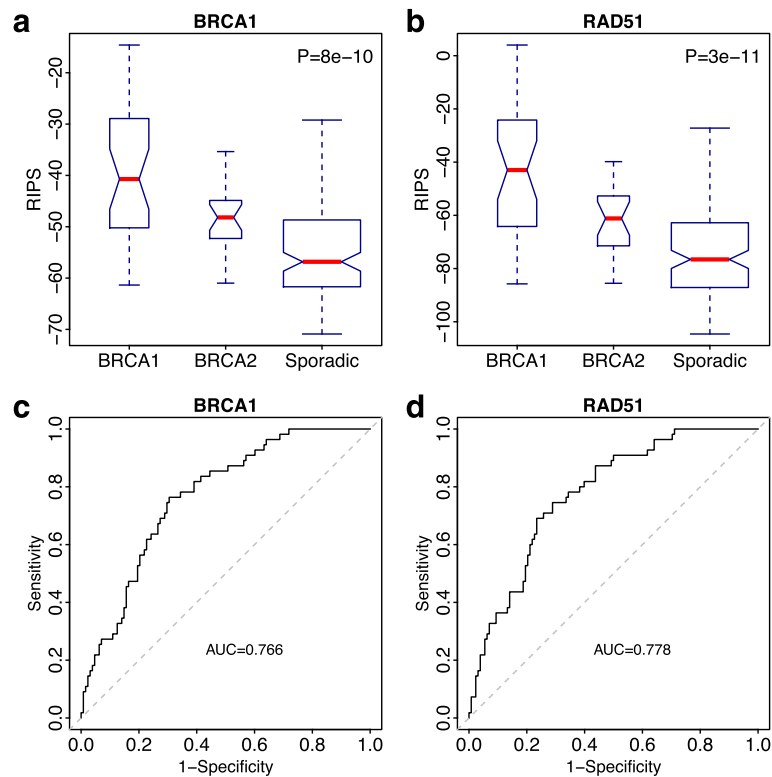 a
BRCA1
P=8e−10
RIPS
−20
−30
−40
−50
−60
−70
BRCA1 BRCA2 Sporadic
b
RAD51
P=3e−11
RIPS
0
−20
−40
−60
−80
−100
BRCA1 BRCA2 Sporadic
c
BRCA1
Sensitivity
1.0
0.8
0.6
0.4
0.2
0.0
AUC=0.766
0.0 0.2 0.4 0.6 0.8 1.0
1−Specificity
d
RAD51
Sensitivity
1.0
0.8
0.6
0.4
0.2
0.0
AUC=0.778
0.0 0.2 0.4 0.6 0.8 1.0
1−Specificity